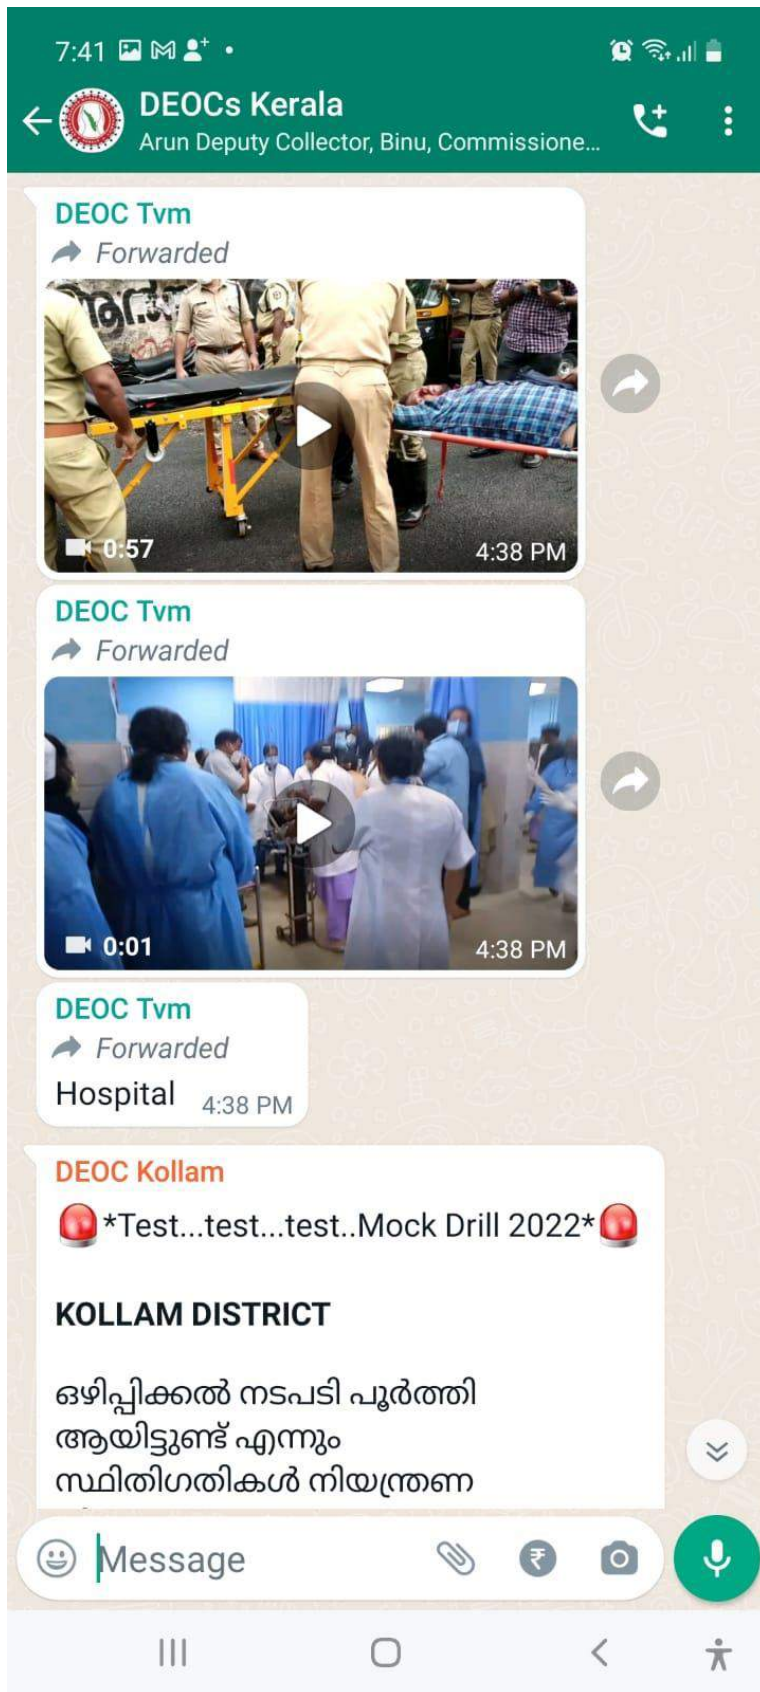 7:41
DEOCs Kerala
Arun Deputy Collector, Binu, Commissione...
DEOC Tvm
Forwarded
0:57
4:38 PM
DEOC Tvm
Forwarded
0:01
4:38 PM
DEOC Tvm
Forwarded
Hospital 4:38 PM
DEOC Kollam
🚨*Test...test...test..Mock Drill 2022*🚨
KOLLAM DISTRICT
ഒഴിപ്പിക്കൽ നടപടി പൂർത്തി
ആയിട്ടുണ്ട് എന്നും
സ്ഥിതിഗതികൾ നിയന്ത്രണ
Message